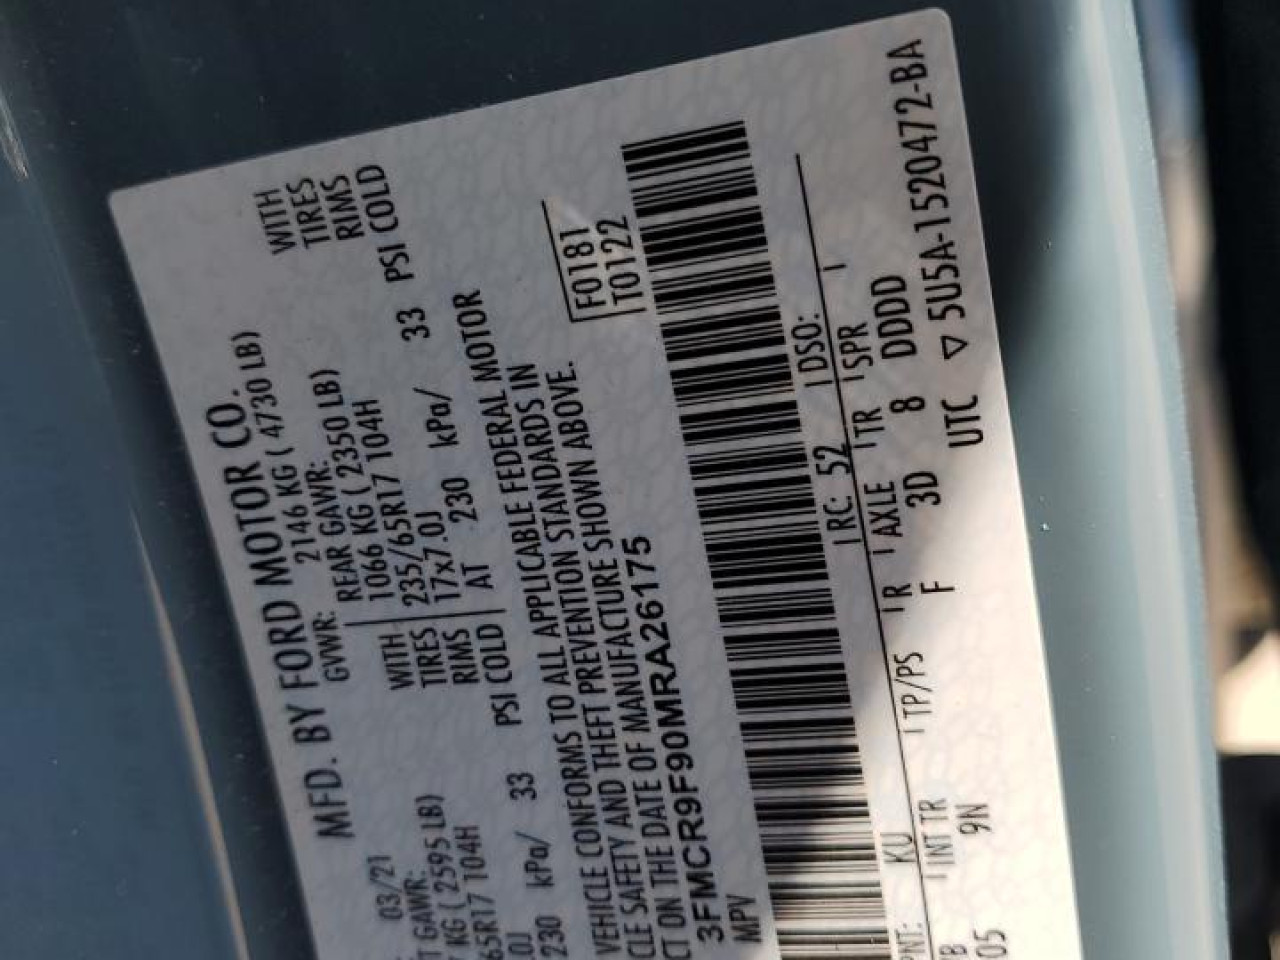 MFD. BY FORD MOTOR CO.
03/21 GVWR: 2146 KG ( 4730 LB)
T GAWR: REAR GAWR:
KG ( 2595 LB) 1066 KG ( 2350 LB) WITH
65R17 104H WITH 235/65R17 104H TIRES
.0J TIRES 17x7.0J RIMS
230 kPa/ 33 RIMS PSI COLD AT 230 kPa/ 33 PSI COLD
VEHICLE CONFORMS TO ALL APPLICABLE FEDERAL MOTOR
CLE SAFETY AND THEFT PREVENTION STANDARDS IN
CT ON THE DATE OF MANUFACTURE SHOWN ABOVE.
3FMCR9F90MRA26175
F0181
T0122
MPV
PNT: KU RC: 52 DSO:
B INT TR TP/PS R AXLE TR SPR
05 9N F 3D 8 DDDD
UTC ▽ 5U5A-1520472-BA